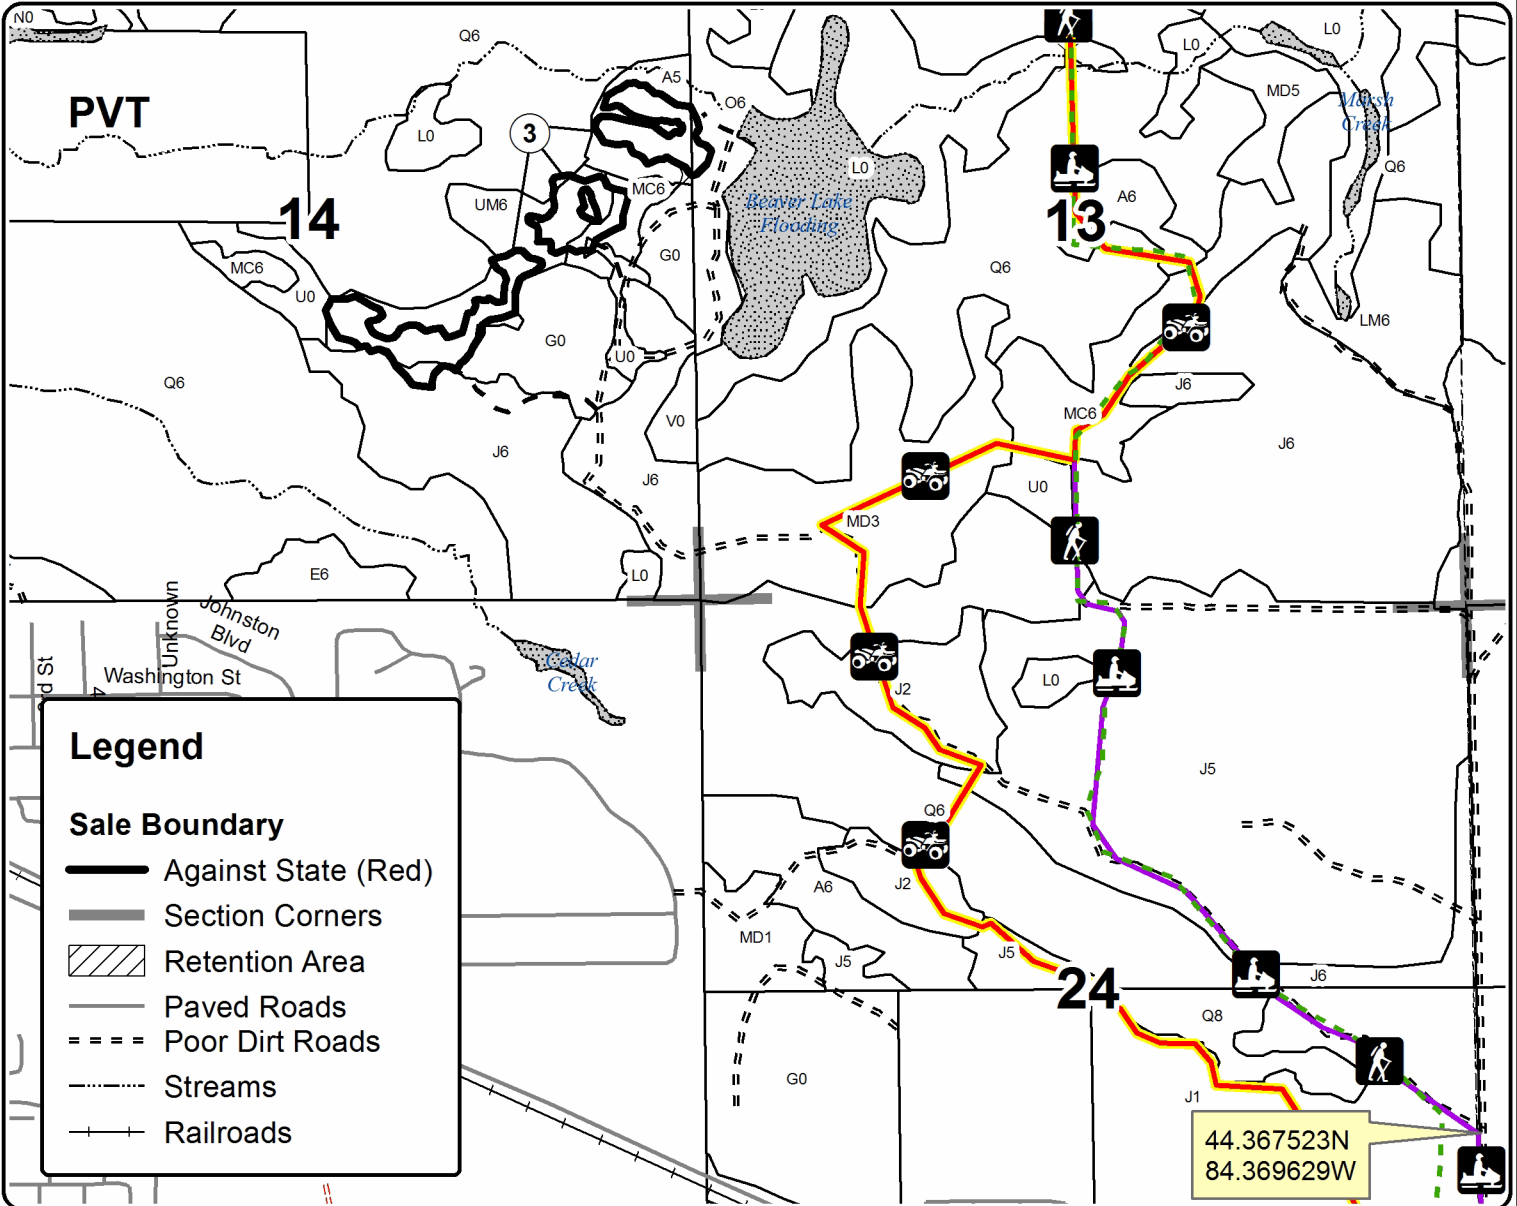 N0
Q6
L0
L0
A5
MD5
PVT
O6
Marsh
Creek
3
L0
L0
Q6
MC6
A6
UM6
Beaver Lake
Flooding
14
13
G0
MC6
Q6
U0
LM6
G0
U0
Q6
J6
MC6
V0
J6
J6
J6
U0
MD3
E6
L0
Unknown
Johnston
Blvd
Cedar
Creek
Washington St
L0
J2
J5
Q6
J2
A6
MD1
J5
J5
J6
24
Q8
G0
J1
44.367523N
84.369629W
Legend
Sale Boundary
Against State (Red)
Section Corners
Retention Area
Paved Roads
Poor Dirt Roads
Streams
Railroads